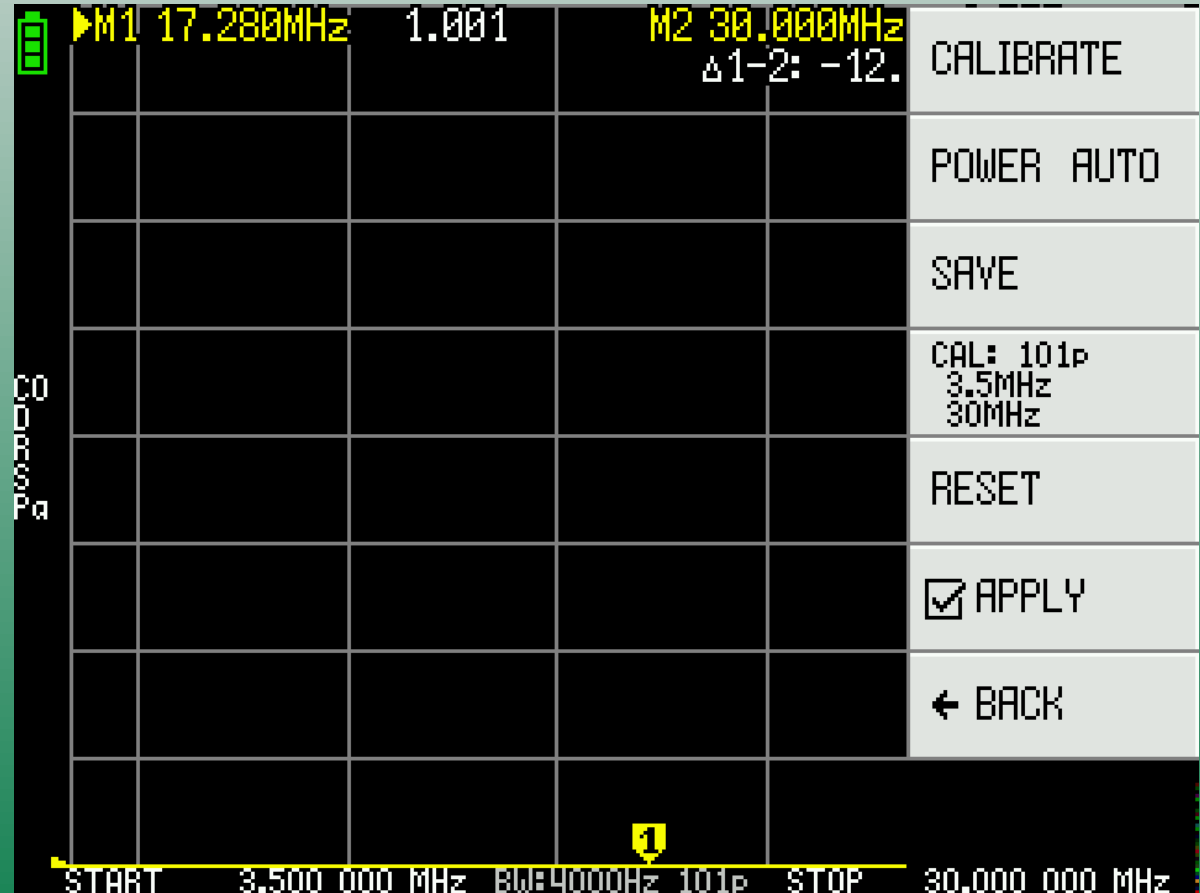 M1 17.280MHz 1.001 M2 30.000MHz
Δ1-2: -12.
CALIBRATE
POWER AUTO
SAVE
CAL: 101p
3.5MHz
30MHz
RESET
APPLY
← BACK
C0
D
R
S
Pa
1
START 3.500 000 MHz BW:4000Hz 101p STOP 30.000 000 MHz